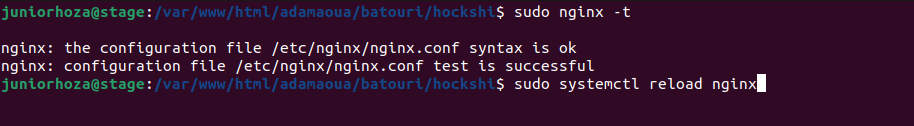 juniorhoza@stage:/var/www/html/adamaoua/batouri/hockshi$ sudo nginx -t
nginx: the configuration file /etc/nginx/nginx.conf syntax is ok
nginx: configuration file /etc/nginx/nginx.conf test is successful
juniorhoza@stage:/var/www/html/adamaoua/batouri/hockshi$ sudo systemctl reload nginx